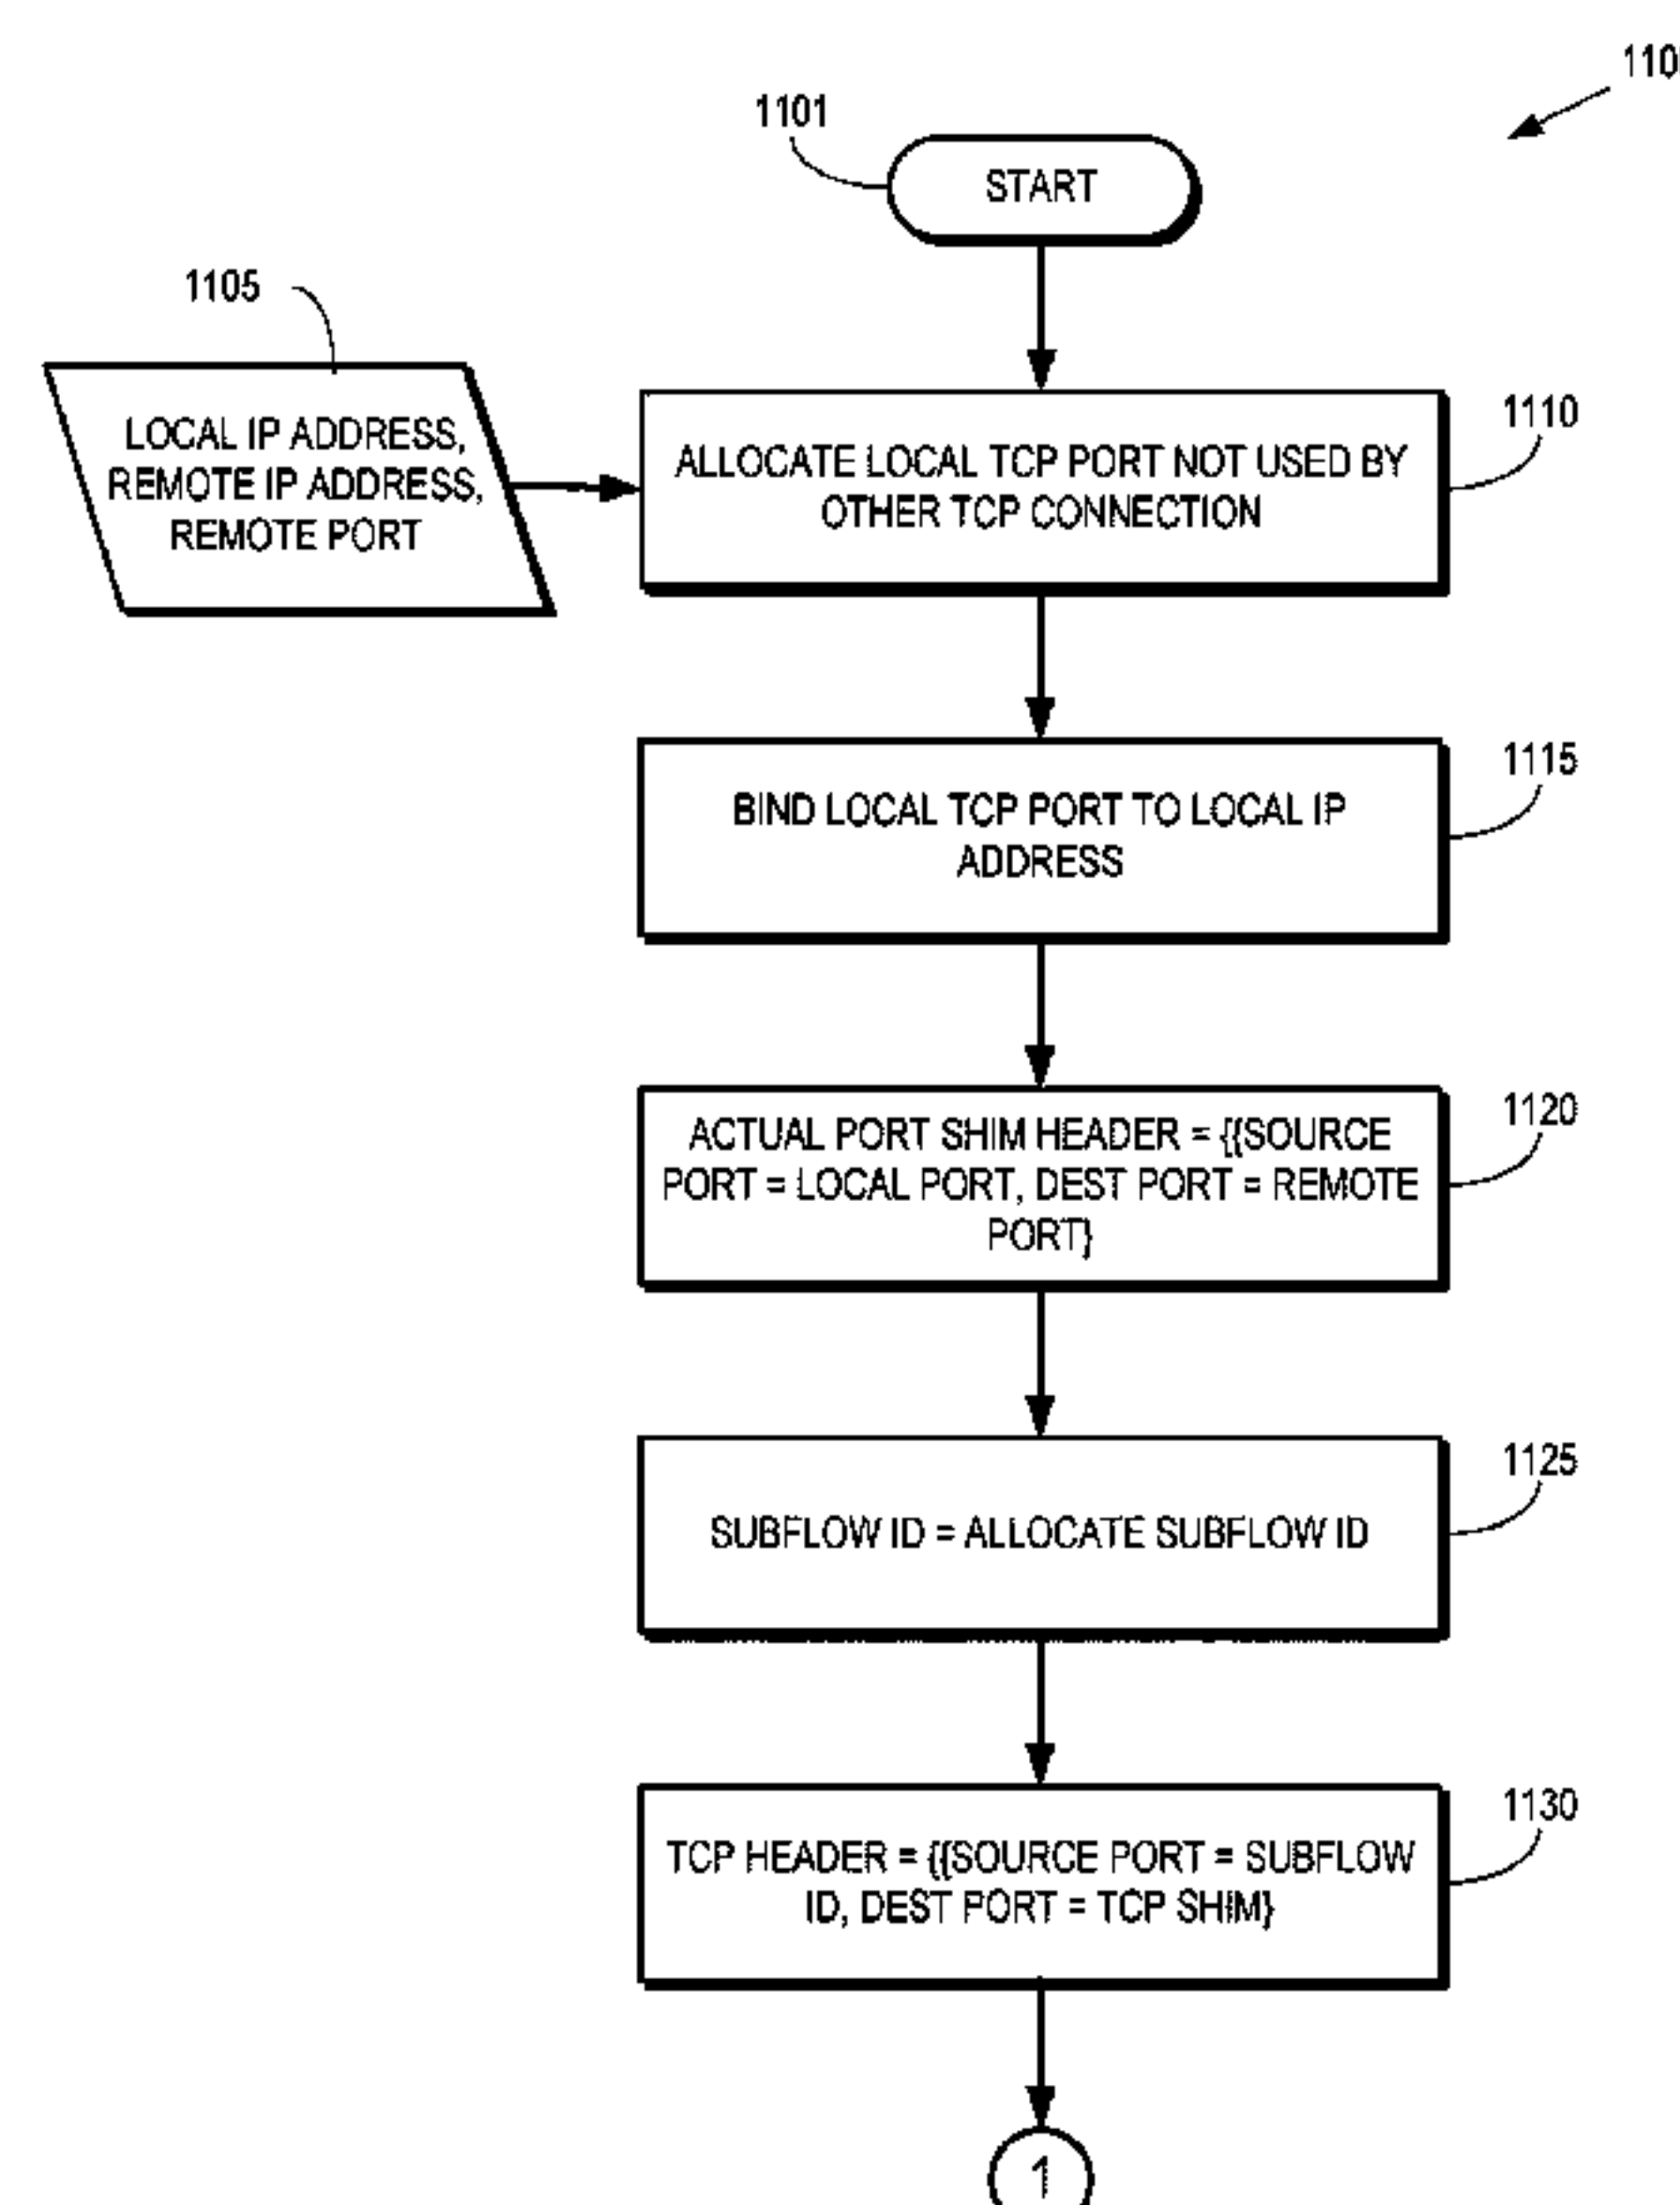 110
1101
START
1105
LOCAL IP ADDRESS,
REMOTE IP ADDRESS,
REMOTE PORT
1110
ALLOCATE LOCAL TCP PORT NOT USED BY
OTHER TCP CONNECTION
1115
BIND LOCAL TCP PORT TO LOCAL IP
ADDRESS
1120
ACTUAL PORT SHIM HEADER = {{SOURCE
PORT = LOCAL PORT, DEST PORT = REMOTE
PORT}
1125
SUBFLOW ID = ALLOCATE SUBFLOW ID
1130
TCP HEADER = {{SOURCE PORT = SUBFLOW
ID, DEST PORT = TCP SHIM}
1